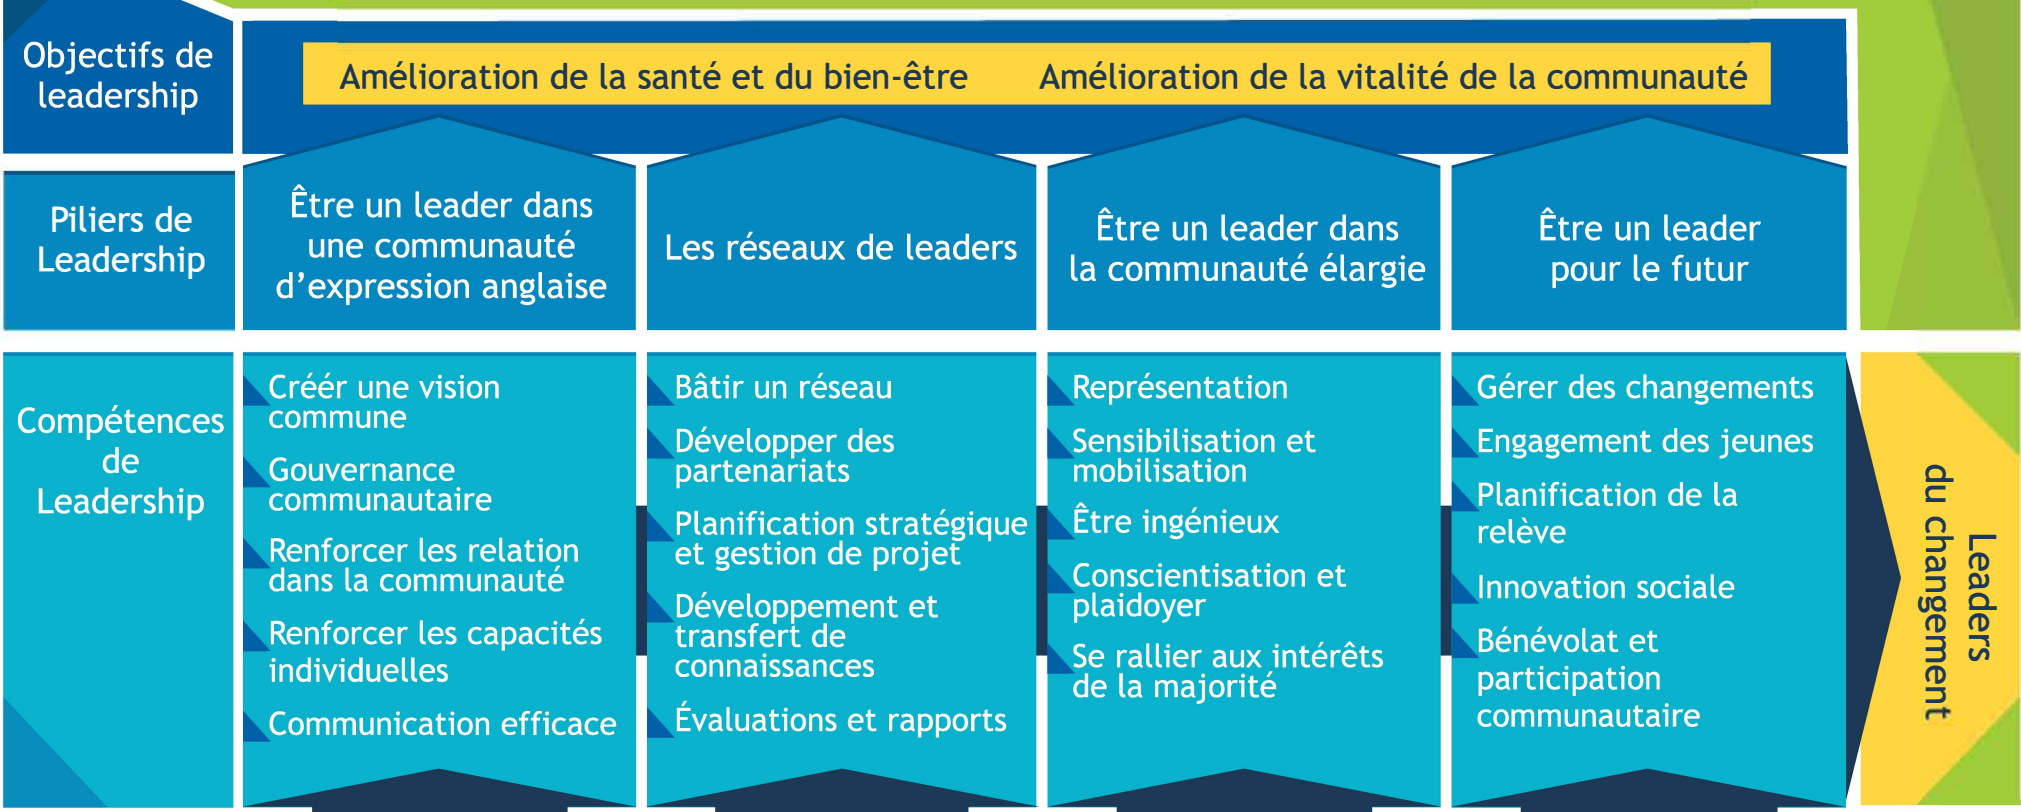 Objectifs de
leadership
Amélioration de la santé et du bien-être
Amélioration de la vitalité de la communauté
Piliers de
Leadership
Être un leader dans
une communauté
d’expression anglaise
Les réseaux de leaders
Être un leader dans
la communauté élargie
Être un leader
pour le futur
Compétences
de
Leadership
Créér une vision
commune
Gouvernance
communautaire
Renforcer les relation
dans la communauté
Renforcer les capacités
individuelles
Communication efficace
Bâtir un réseau
Développer des
partenariats
Planification stratégique
et gestion de projet
Développement et
transfert de
connaissances
Évaluations et rapports
Représentation
Sensibilisation et
mobilisation
Être ingénieux
Conscientisation et
plaidoyer
Se rallier aux intérêts
de la majorité
Gérer des changements
Engagement des jeunes
Planification de la
relève
Innovation sociale
Bénévolat et
participation
communautaire
Leaders
du changement